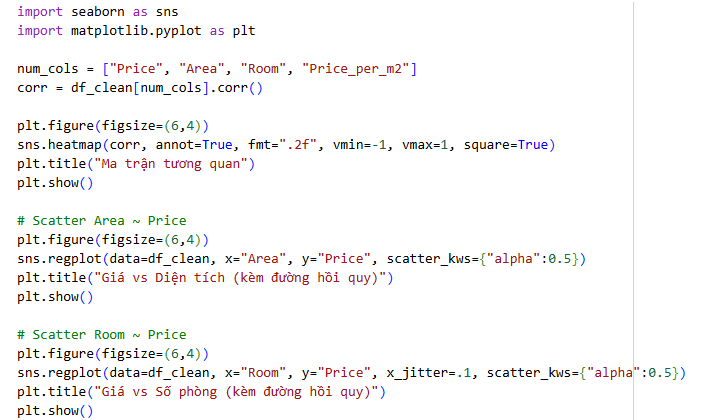 import seaborn as sns
import matplotlib.pyplot as plt
num_cols = ["Price", "Area", "Room", "Price_per_m2"]
corr = df_clean[num_cols].corr()
plt.figure(figsize=(6,4))
sns.heatmap(corr, annot=True, fmt=".2f", vmin=-1, vmax=1, square=True)
plt.title("Ma trận tương quan")
plt.show()
# Scatter Area ~ Price
plt.figure(figsize=(6,4))
sns.regplot(data=df_clean, x="Area", y="Price", scatter_kws={"alpha":0.5})
plt.title("Giá vs Diện tích (kèm đường hồi quy)")
plt.show()
# Scatter Room ~ Price
plt.figure(figsize=(6,4))
sns.regplot(data=df_clean, x="Room", y="Price", x_jitter=.1, scatter_kws={"alpha":0.5})
plt.title("Giá vs Số phòng (kèm đường hồi quy)")
plt.show()